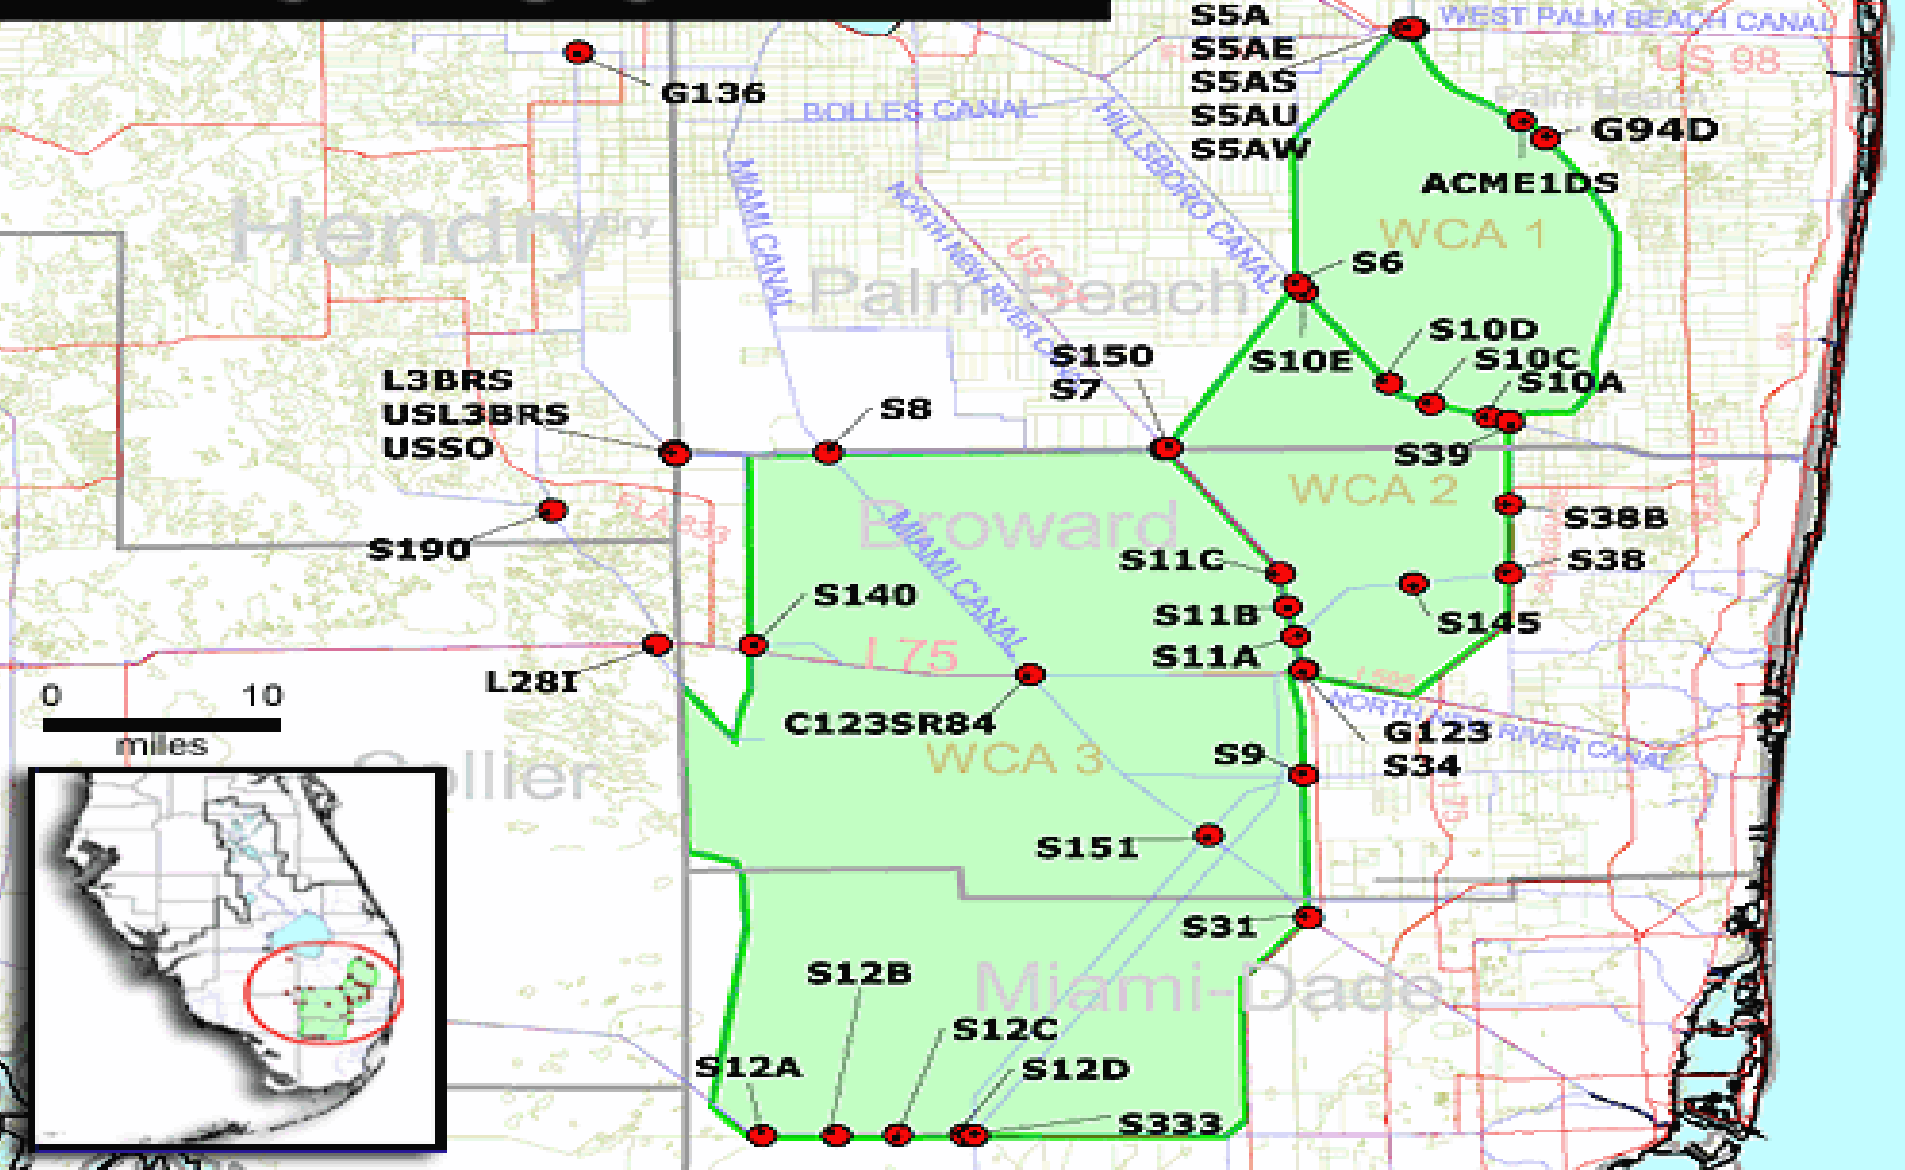 S5A
S5AE
S5AS
S5AU
S5AW
WEST PALM BEACH CANAL
US 98
G136
BOLLES CANAL
HILLSBORO CANAL
Palm Beach
G94D
ACME1DS
MIAMI CANAL
NORTH NEW RIVER
Hendry
WCA 1
S6
Palm Beach
S10D
S10C
S10A
S10E
S150
S7
L3BRS
USL3BRS
USSO
S8
S39
WCA 2
S190
Broward
MIAMI CANAL
S38B
S38
S11C
S11B
S11A
S145
S140
I 75
L28I
0 10
miles
C123SR84
WCA 3
NORTH NEW RIVER CANAL
G123
S34
S9
I 75
Collier
S151
S31
Miami-Dade
S12B
S12C
S12A
S12D
S333